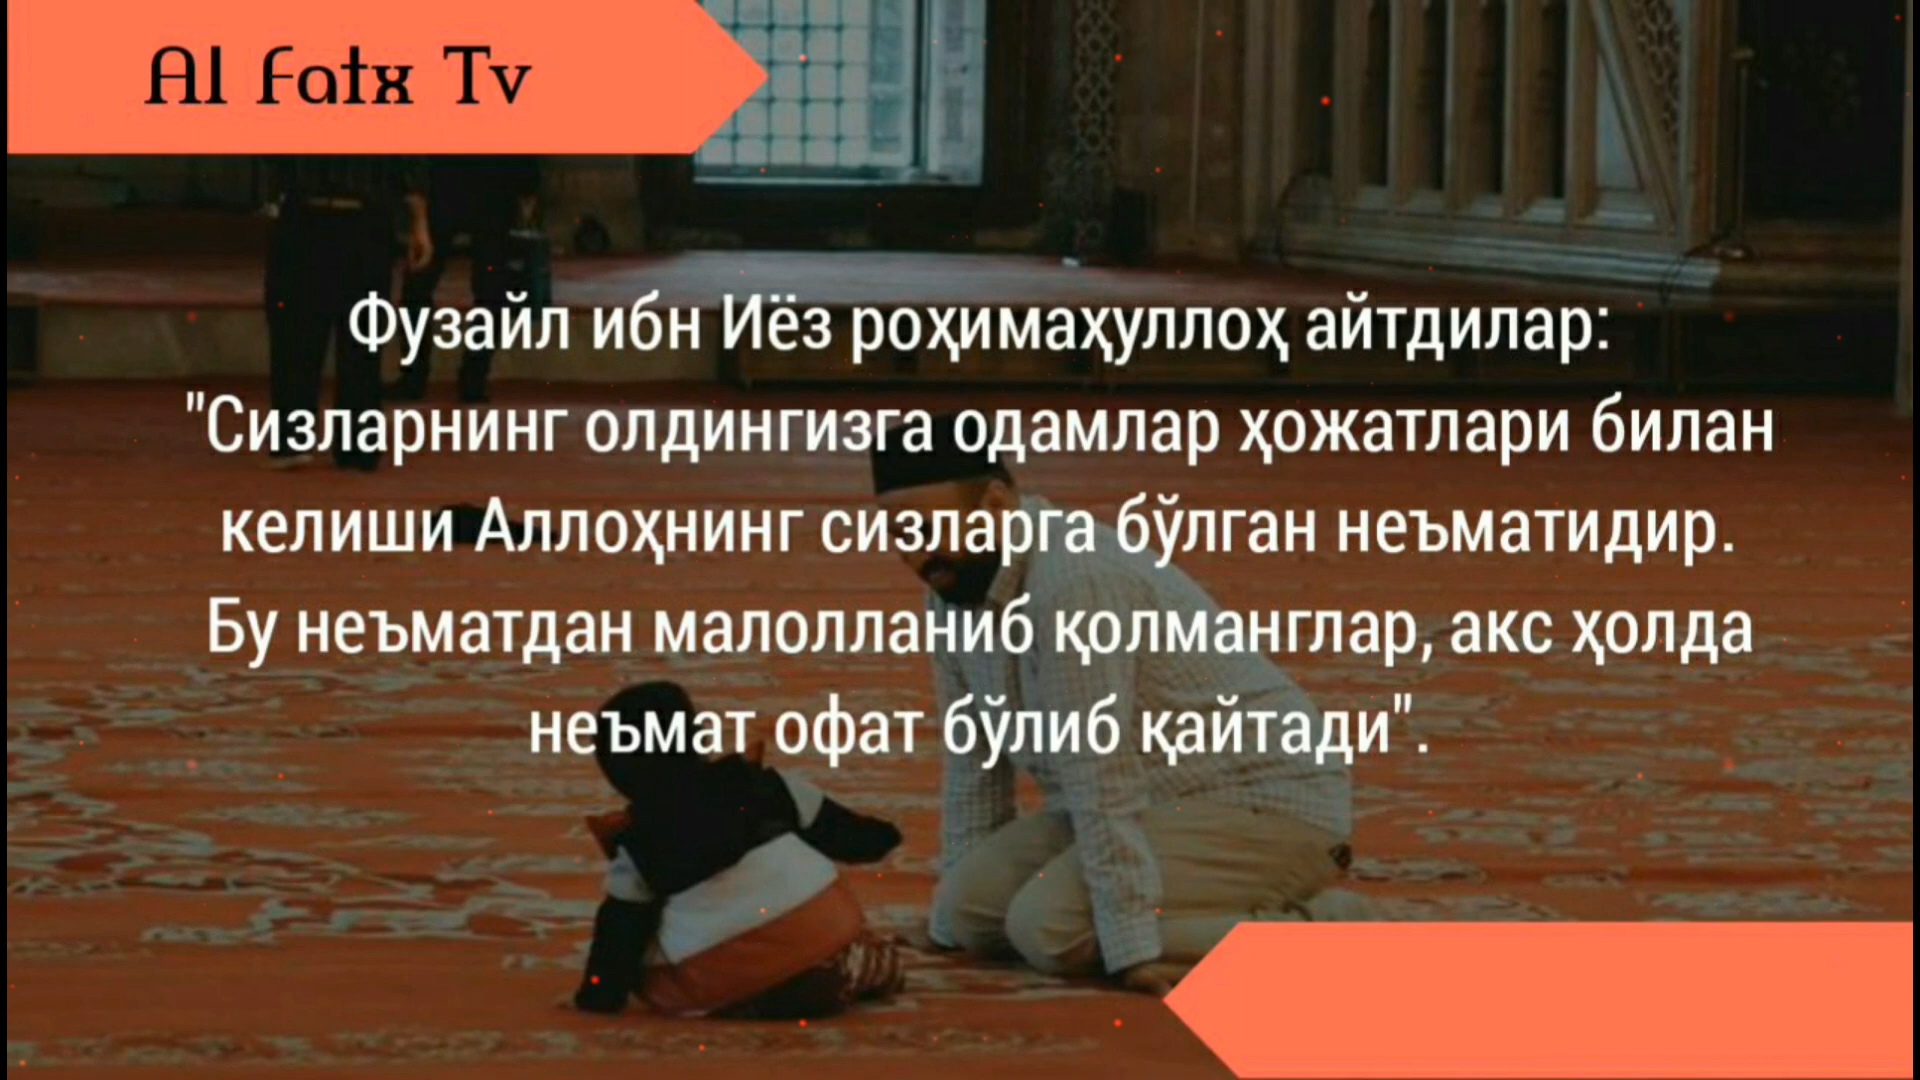 Al Fatx Tv
Фузайл ибн Иёз роҳимаҳуллоҳ айтдилар:
"Сизларнинг олдингизга одамлар ҳожатлари билан
келиши Аллоҳнинг сизларга бўлган неъматидир.
Бу неъматдан малолланиб қолманглар, акс ҳолда
неъмат офат бўлиб қайтади".